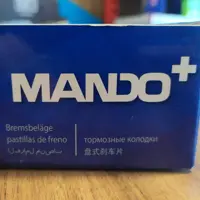 MANDO+
Bremsbeläge
pastillas de freno
тормозные колодки
盘式刹车片